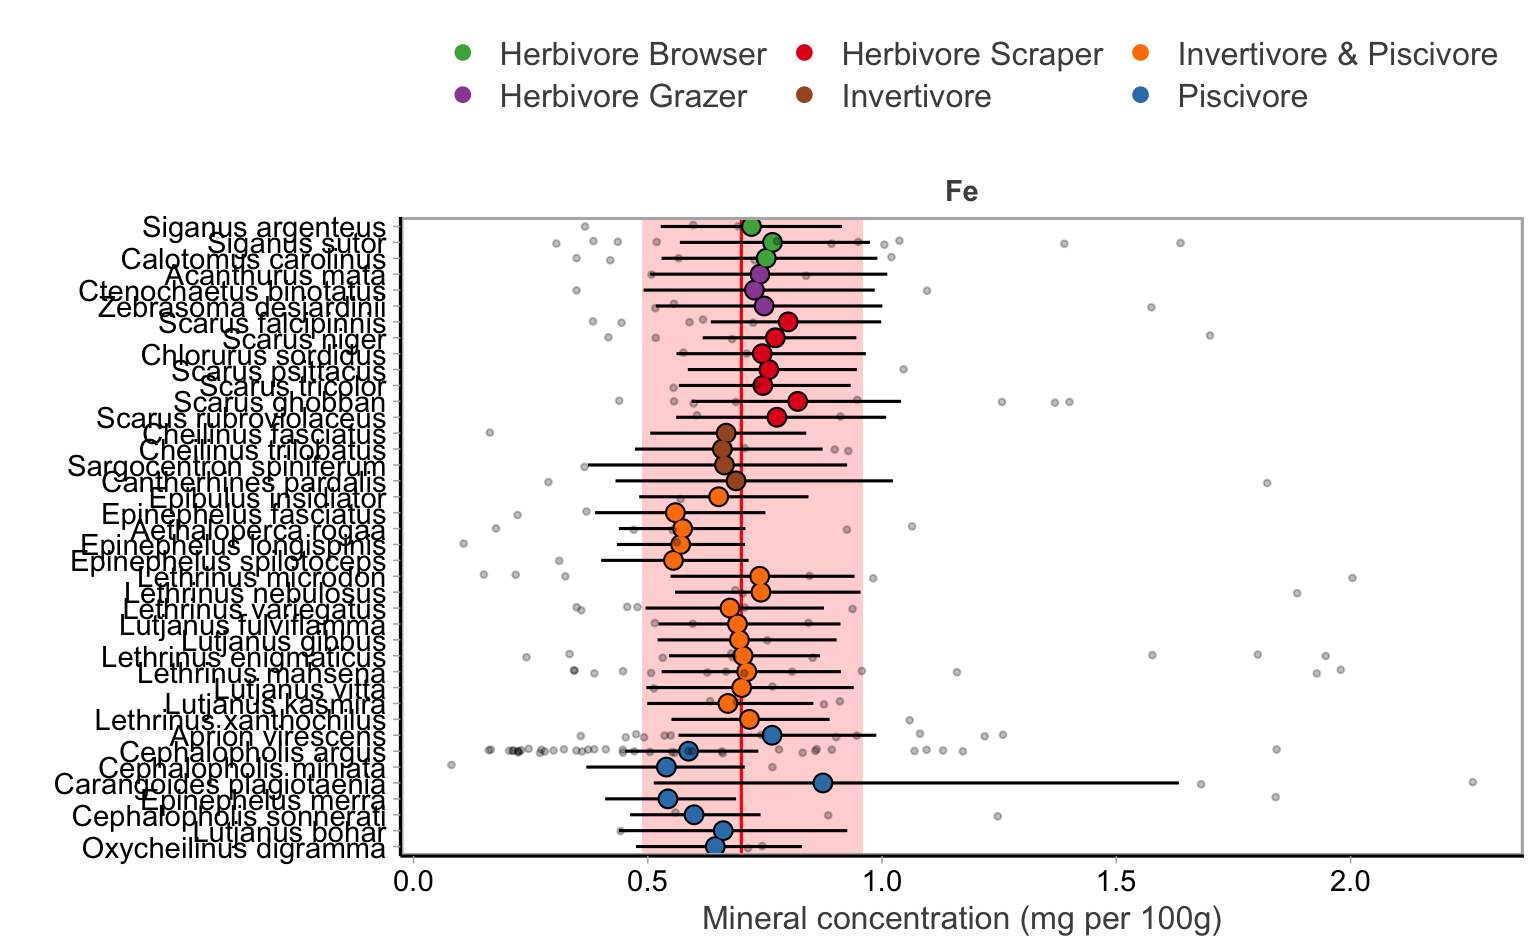 Herbivore Browser Herbivore Scraper Invertivore & Piscivore
Herbivore Grazer Invertivore Piscivore
Fe
Siganus argenteus
Siganus sutor
Calotomus carolinus
Acanthurus mata
Ctenochaetus binotatus
Zebrasoma desjardinii
Scarus falcipinnis
Scarus niger
Chlorurus sordidus
Scarus psittacus
Scarus tricolor
Scarus ghobban
Scarus rubroviolaceus
Cheilinus fasciatus
Cheilinus trilobatus
Sargocentron spiniferum
Cantherhines pardalis
Epibulus insidiator
Epinephelus fasciatus
Aethaloperca rogaa
Epinephelus longispinis
Epinephelus spilotoceps
Lethrinus microdon
Lethrinus nebulosus
Lethrinus variegatus
Lutjanus fulviflamma
Lutjanus gibbus
Lethrinus enigmaticus
Lethrinus mahsena
Lutjanus vitta
Lutjanus kasmira
Lethrinus xanthochilus
Aprion virescens
Cephalopholis argus
Cephalopholis miniata
Carangoides plagiotaenia
Epinephelus merra
Cephalopholis sonnerati
Lutjanus bohar
Oxycheilinus digramma
0.0 0.5 1.0 1.5 2.0
Mineral concentration (mg per 100g)